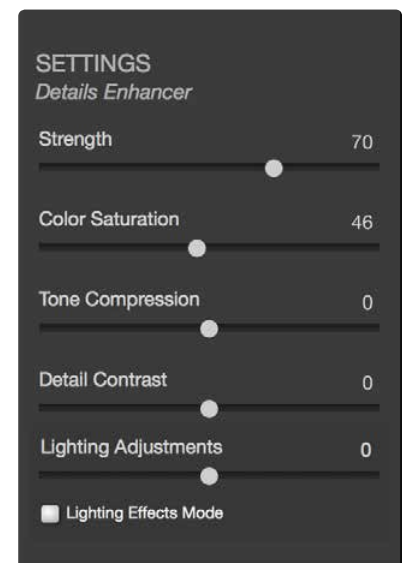 SETTINGS
Details Enhancer
Strength 70
Color Saturation 46
Tone Compression 0
Detail Contrast 0
Lighting Adjustments 0
Lighting Effects Mode